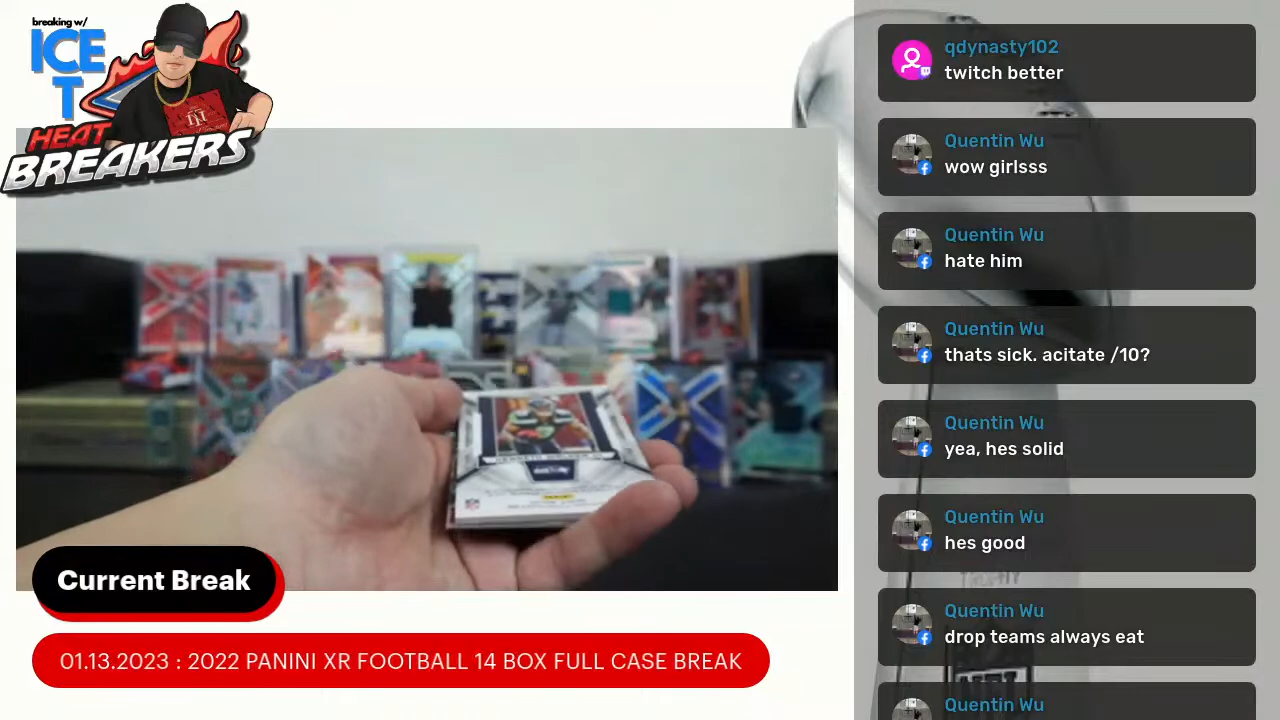 breaking w/
ICE
T
HEAT
BREAKERS
qdynasty102
twitch better
Quentin Wu
wow girlsss
Quentin Wu
hate him
Quentin Wu
thats sick. acitate /10?
Quentin Wu
yea, hes solid
Quentin Wu
hes good
Quentin Wu
drop teams always eat
Quentin Wu
Current Break
01.13.2023 : 2022 PANINI XR FOOTBALL 14 BOX FULL CASE BREAK